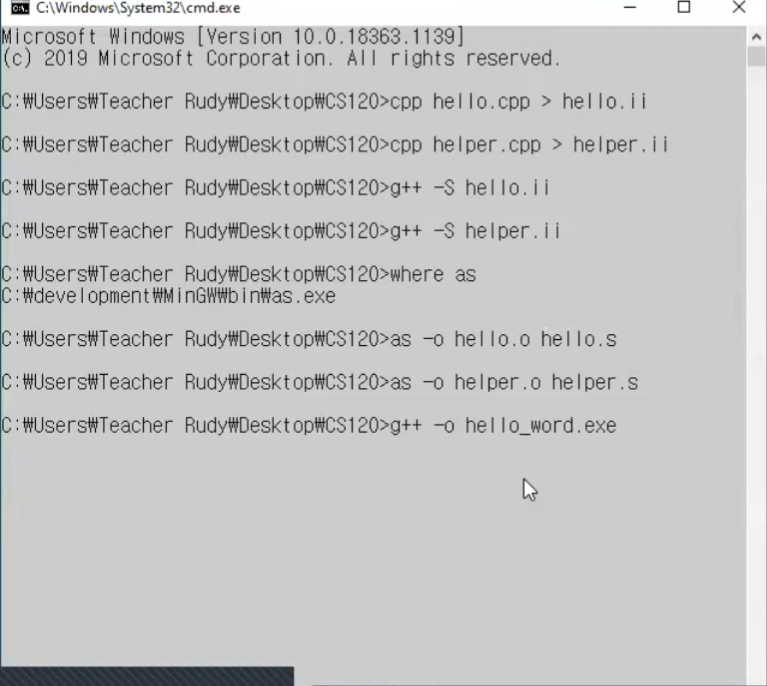 C:\Windows\System32\cmd.exe
Microsoft Windows [Version 10.0.18363.1139]
(c) 2019 Microsoft Corporation. All rights reserved.
C:₩Users₩Teacher Rudy₩Desktop₩CS120>cpp hello.cpp > hello.ii
C:₩Users₩Teacher Rudy₩Desktop₩CS120>cpp helper.cpp > helper.ii
C:₩Users₩Teacher Rudy₩Desktop₩CS120>g++ -S hello.ii
C:₩Users₩Teacher Rudy₩Desktop₩CS120>g++ -S helper.ii
C:₩Users₩Teacher Rudy₩Desktop₩CS120>where as
C:₩development₩MinGW₩bin₩as.exe
C:₩Users₩Teacher Rudy₩Desktop₩CS120>as -o hello.o hello.s
C:₩Users₩Teacher Rudy₩Desktop₩CS120>as -o helper.o helper.s
C:₩Users₩Teacher Rudy₩Desktop₩CS120>g++ -o hello_word.exe